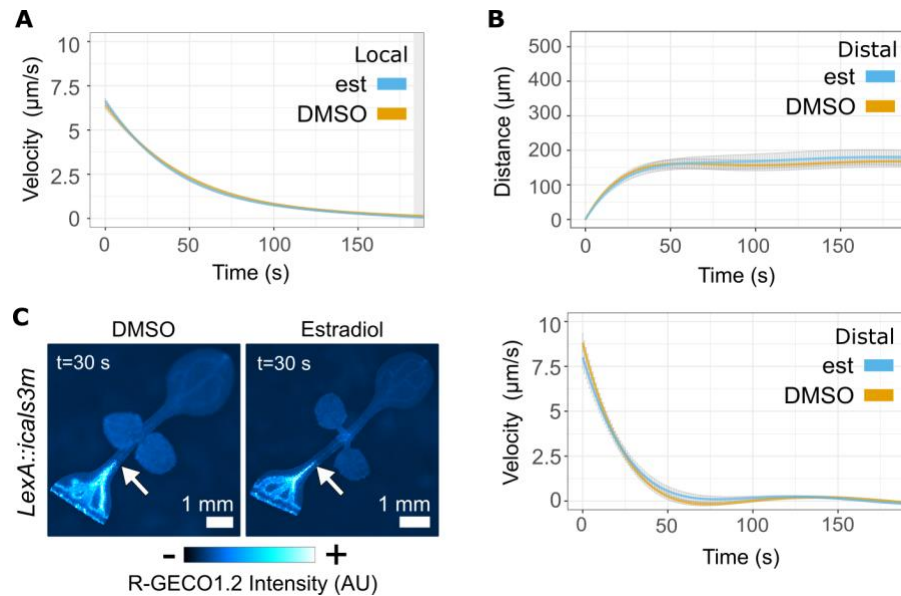 A
Velocity (µm/s)
10
7.5
5
2.5
0
Local
est
DMSO
0
50
100
150
Time (s)
B
Distance (µm)
500
400
300
200
100
0
Distal
est
DMSO
0
50
100
150
Time (s)
Velocity (µm/s)
10
7.5
5
2.5
0
Distal
est
DMSO
0
50
100
150
Time (s)
C
DMSO
Estradiol
LexA::icals3m
t=30 s
1 mm
t=30 s
1 mm
- +
R-GECO1.2 Intensity (AU)